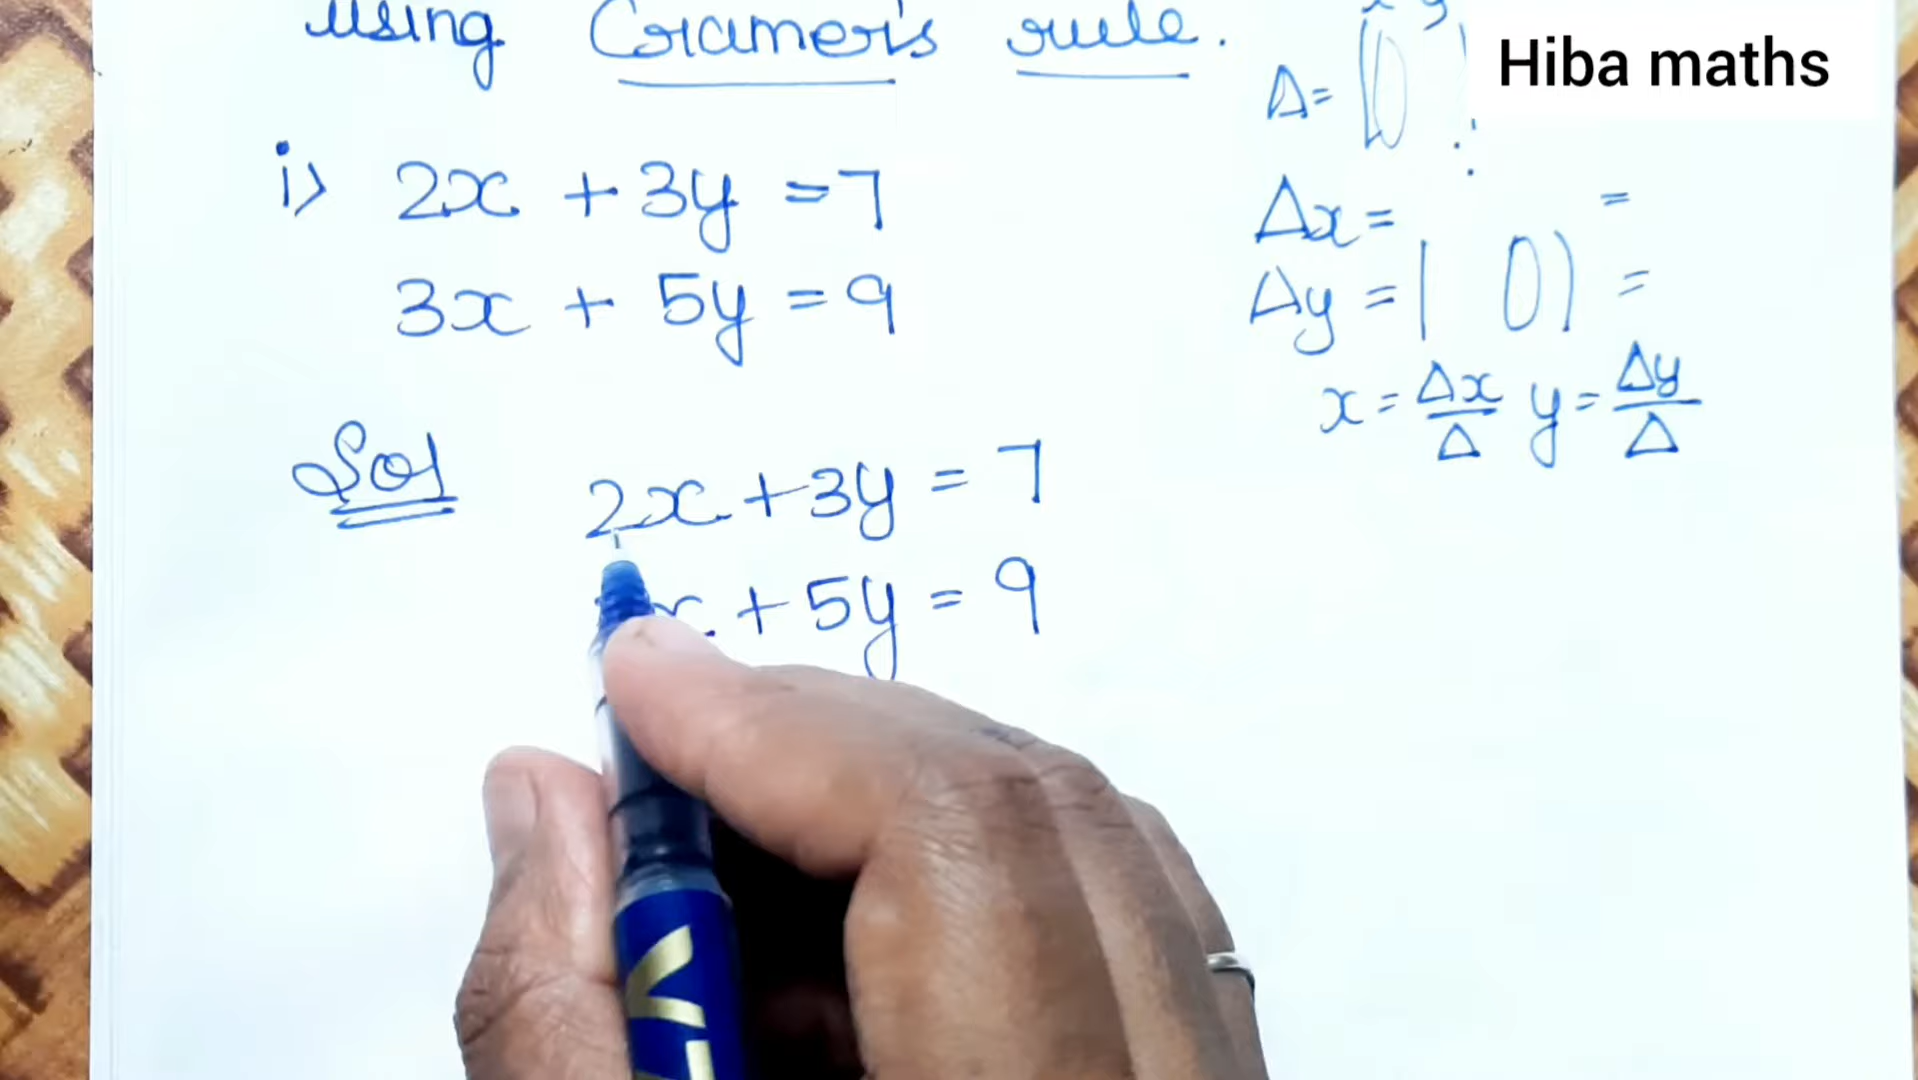 using Cramer's rule.
Hiba maths
Δ=
i) 2x + 3y = 7
3x + 5y = 9
Δx = =
Δy = | 0 | =
x = Δx/Δ y = Δy/Δ
Sol
2x + 3y = 7
x + 5y = 9